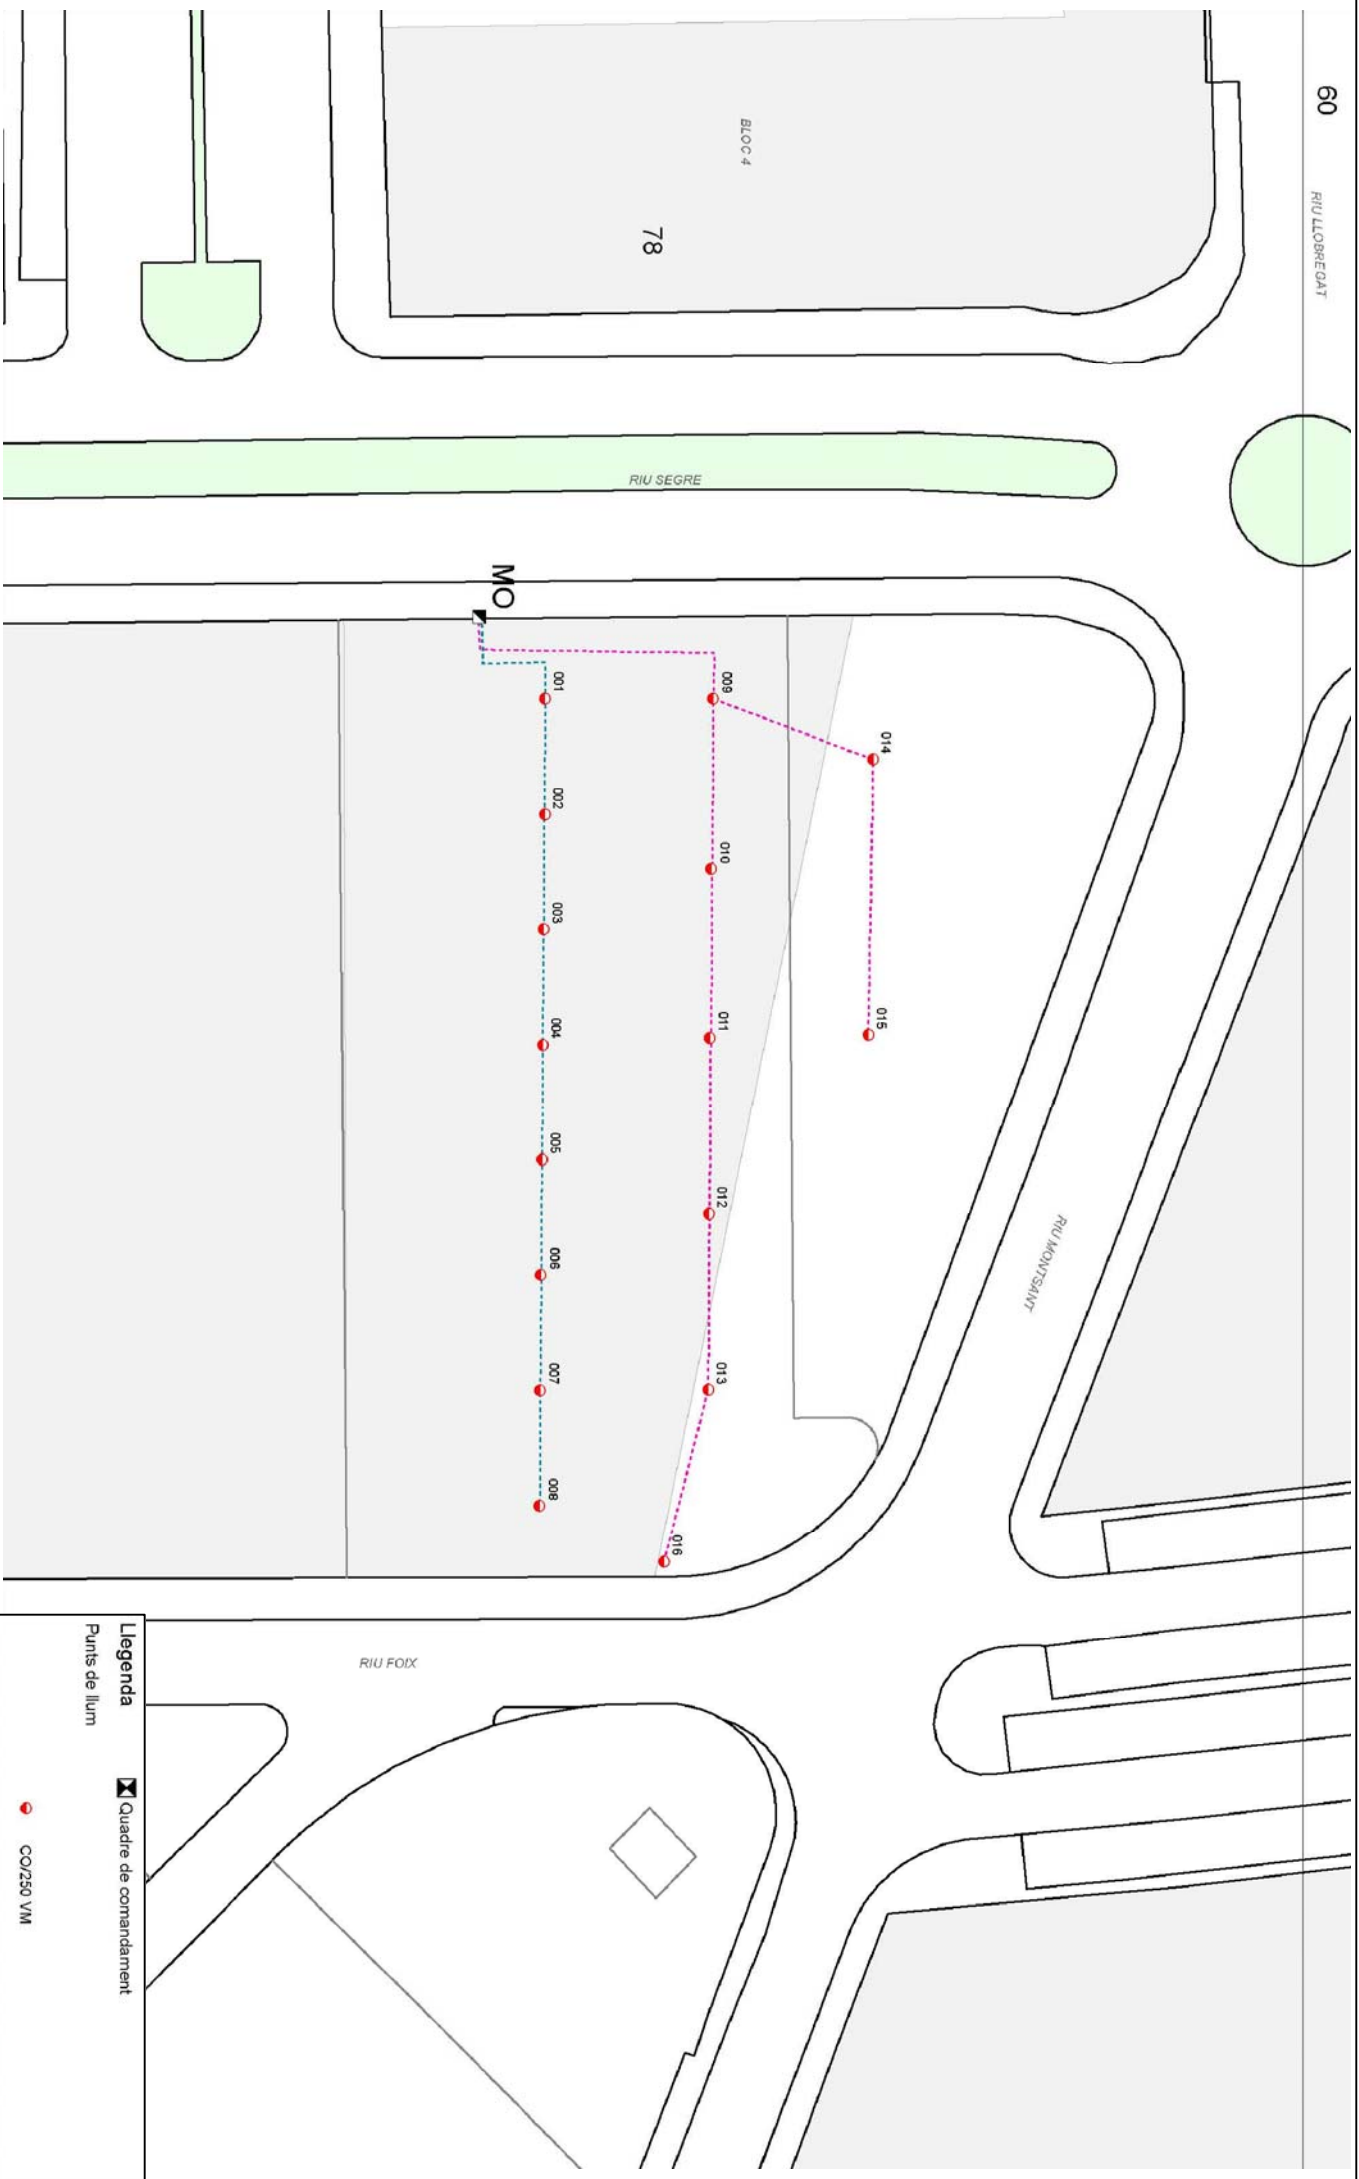 60
RIU LLOBREGAT
BLOC 4
78
RIU SEGRE
MO
001
002
003
004
005
006
007
008
009
010
011
012
013
014
015
016
RIU MONTSANT
RIU FOIX
Llegenda
Quadre de comandament
Punts de llum
CO/250 VM